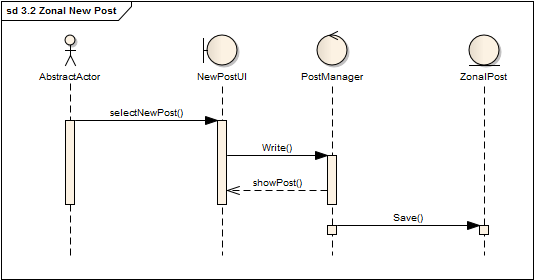 sd 3.2 Zonal New Post
AbstractActor
NewPostUI
PostManager
ZonalPost
selectNewPost()
Write()
showPost()
Save()